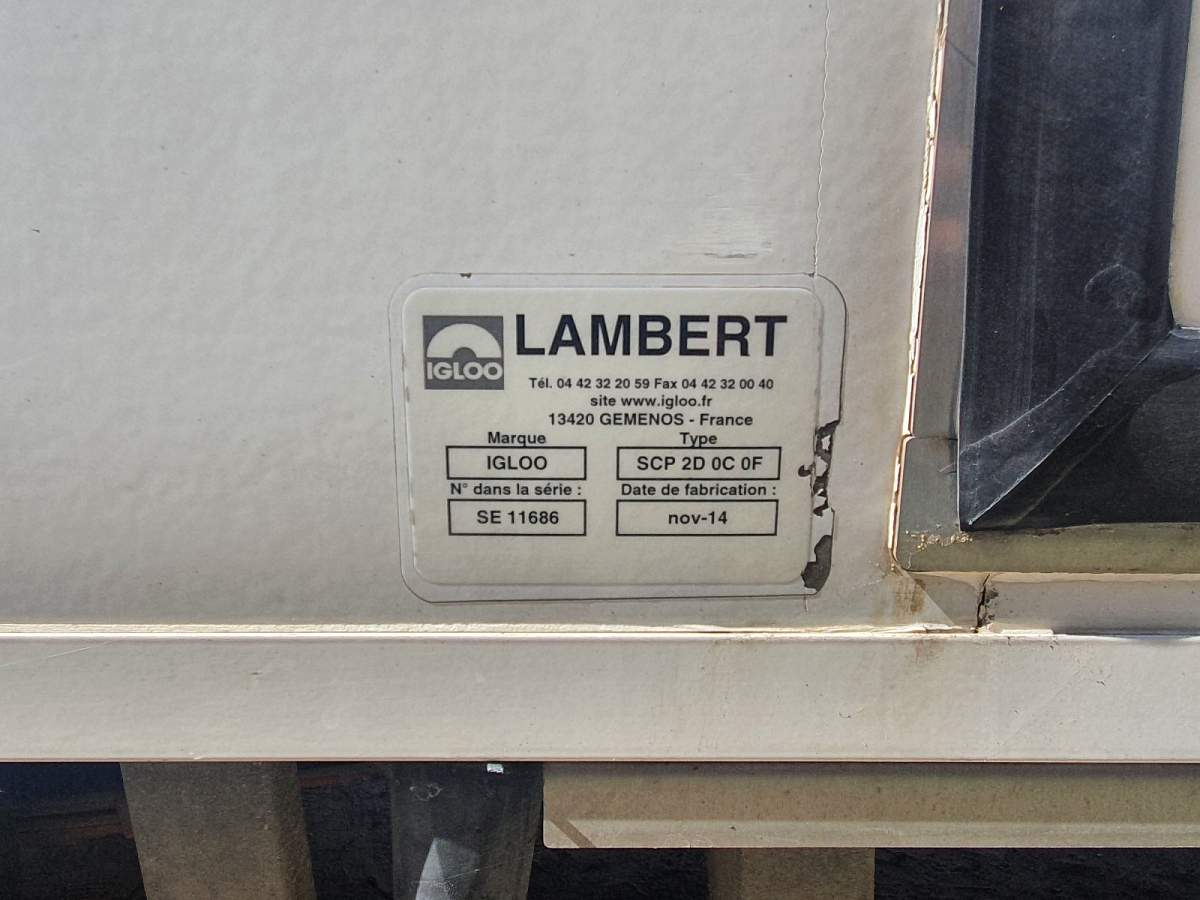 IGLOO
LAMBERT
Tél. 04 42 32 20 59 Fax 04 42 32 00 40
site www.igloo.fr
13420 GEMENOS - France
Marque Type
IGLOO SCP 2D 0C 0F
N° dans la série : Date de fabrication :
SE 11686 nov-14